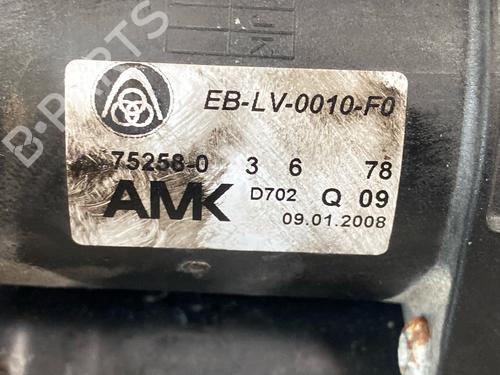 B-PARTS
EB-LV-0010-F0
75258-0 3 6 78
AMK D702 Q 09
09.01.2008